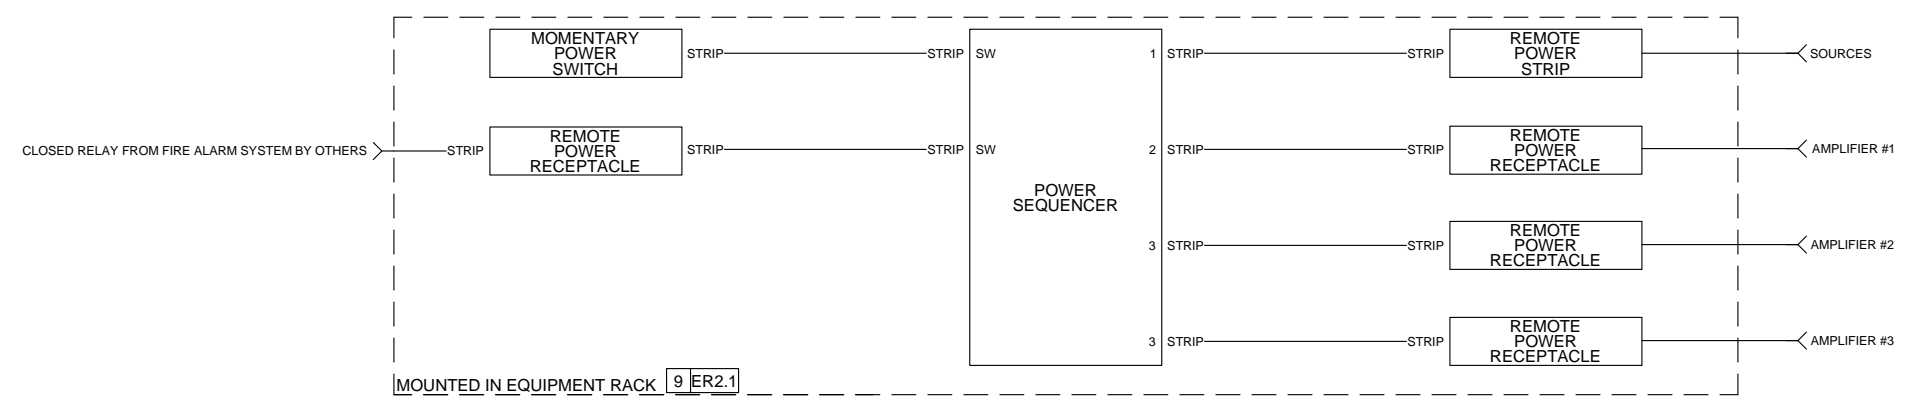 MOMENTARY
POWER
SWITCH
STRIP
STRIP
SW
1
STRIP
STRIP
REMOTE
POWER
STRIP
SOURCES
CLOSED RELAY FROM FIRE ALARM SYSTEM BY OTHERS
STRIP
REMOTE
POWER
RECEPTACLE
STRIP
STRIP
SW
2
STRIP
STRIP
REMOTE
POWER
RECEPTACLE
AMPLIFIER #1
POWER
SEQUENCER
3
STRIP
STRIP
REMOTE
POWER
RECEPTACLE
AMPLIFIER #2
3
STRIP
STRIP
REMOTE
POWER
RECEPTACLE
AMPLIFIER #3
MOUNTED IN EQUIPMENT RACK 9 ER2.1